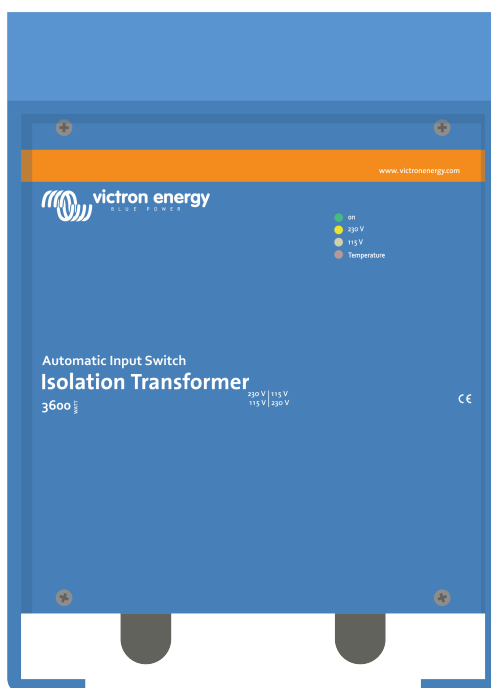 www.victronenergy.com
victron energy
BLUE POWER
on
230 V
115 V
Temperature
Automatic Input Switch
Isolation Transformer
230 V | 115 V
115 V | 230 V
3600 WATT
CE